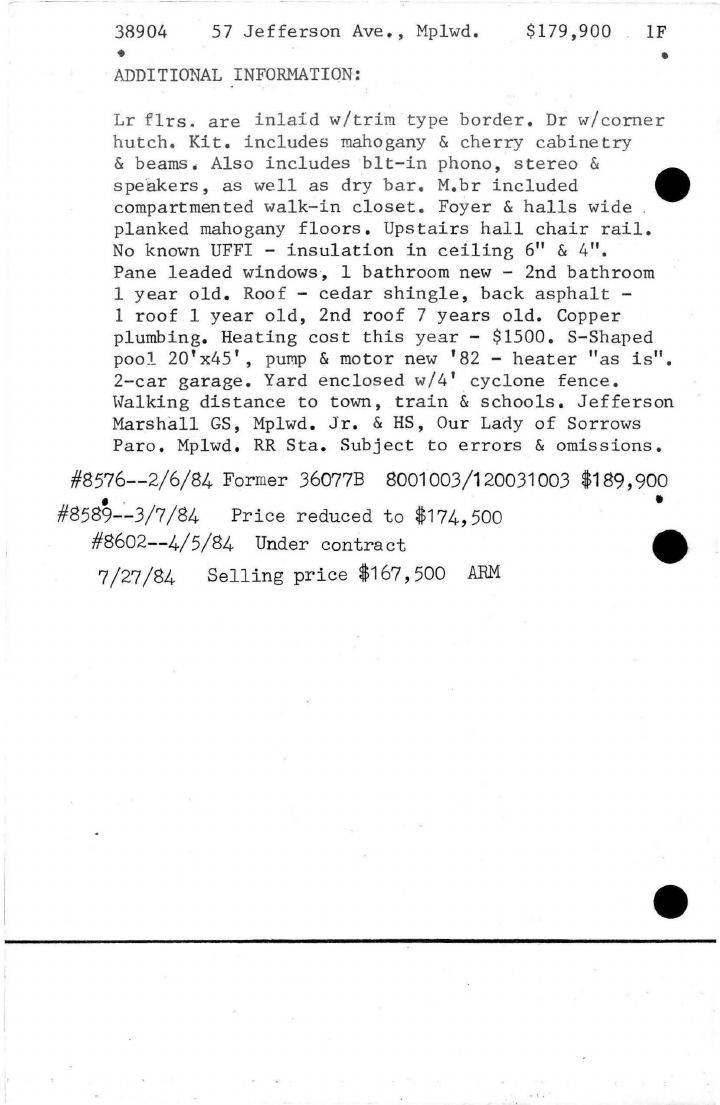 38904 57 Jefferson Ave., Mplwd. $179,900 1F
ADDITIONAL INFORMATION:
Lr flrs. are inlaid w/trim type border. Dr w/corner
hutch. Kit. includes mahogany & cherry cabinetry
& beams. Also includes blt-in phono, stereo &
speakers, as well as dry bar. M.br included
compartmented walk-in closet. Foyer & halls wide
planked mahogany floors. Upstairs hall chair rail.
No known UFFI - insulation in ceiling 6" & 4".
Pane leaded windows, 1 bathroom new - 2nd bathroom
1 year old. Roof - cedar shingle, back asphalt -
1 roof 1 year old, 2nd roof 7 years old. Copper
plumbing. Heating cost this year - $1500. S-Shaped
pool 20'x45', pump & motor new '82 - heater "as is".
2-car garage. Yard enclosed w/4' cyclone fence.
Walking distance to town, train & schools. Jefferson
Marshall GS, Mplwd. Jr. & HS, Our Lady of Sorrows
Paro. Mplwd. RR Sta. Subject to errors & omissions.
#8576--2/6/84 Former 36077B 8001003/120031003 $189,900
#8589--3/7/84 Price reduced to $174,500
#8602--4/5/84 Under contract
7/27/84 Selling price $167,500 ARM